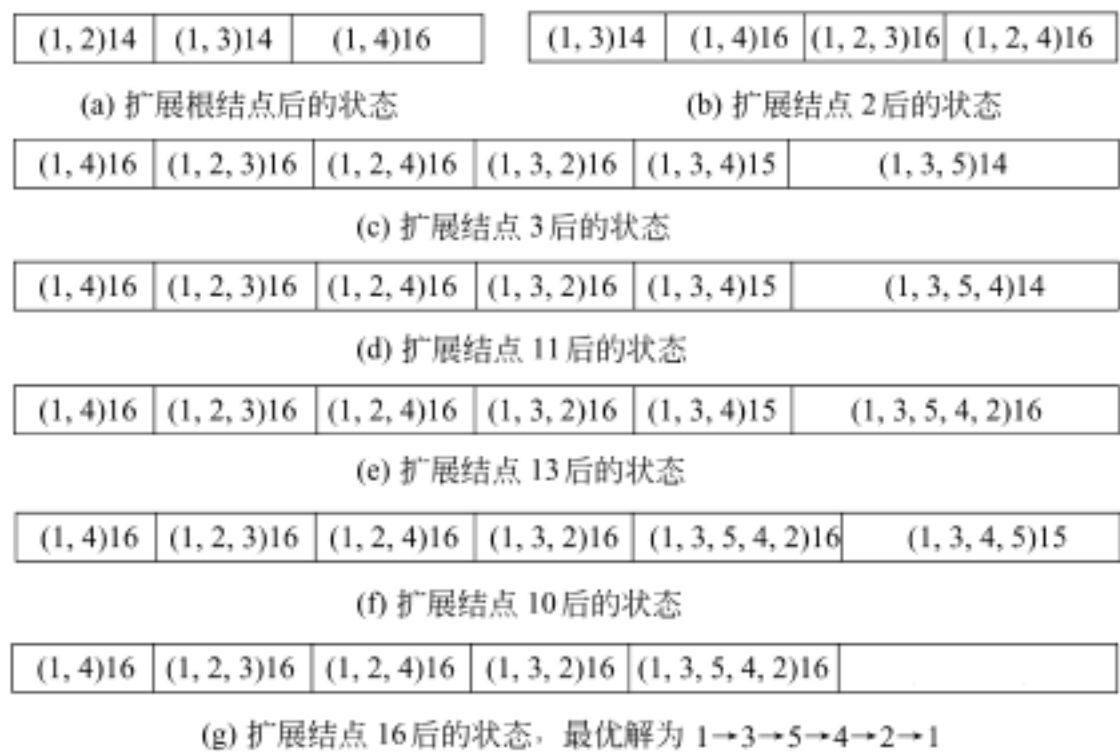 (1, 2)14 (1, 3)14 (1, 4)16
(a) 扩展根结点后的状态
(1, 3)14 (1, 4)16 (1, 2, 3)16 (1, 2, 4)16
(b) 扩展结点 2后的状态
(1, 4)16 (1, 2, 3)16 (1, 2, 4)16 (1, 3, 2)16 (1, 3, 4)15 (1, 3, 5)14
(c) 扩展结点 3后的状态
(1, 4)16 (1, 2, 3)16 (1, 2, 4)16 (1, 3, 2)16 (1, 3, 4)15 (1, 3, 5, 4)14
(d) 扩展结点 11后的状态
(1, 4)16 (1, 2, 3)16 (1, 2, 4)16 (1, 3, 2)16 (1, 3, 4)15 (1, 3, 5, 4, 2)16
(e) 扩展结点 13后的状态
(1, 4)16 (1, 2, 3)16 (1, 2, 4)16 (1, 3, 2)16 (1, 3, 5, 4, 2)16 (1, 3, 4, 5)15
(f) 扩展结点 10后的状态
(1, 4)16 (1, 2, 3)16 (1, 2, 4)16 (1, 3, 2)16 (1, 3, 5, 4, 2)16
(g) 扩展结点 16后的状态，最优解为 1→3→5→4→2→1